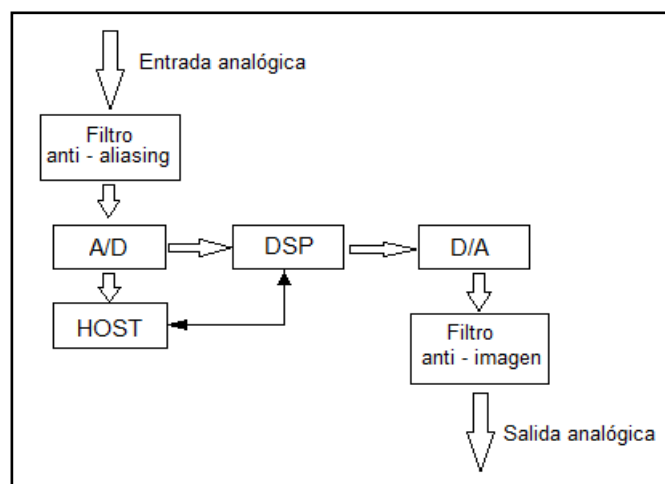 Entrada analógica
Filtro
anti - aliasing
A/D
DSP
D/A
HOST
Filtro
anti - imagen
Salida analógica